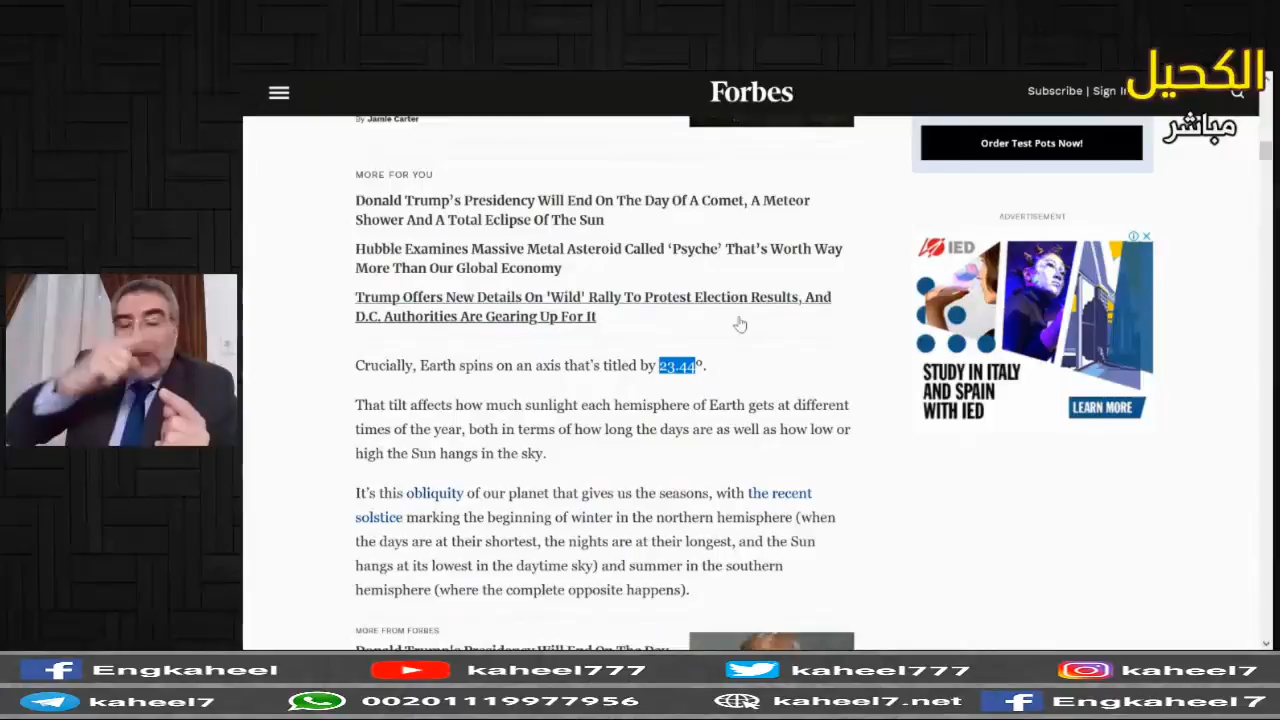 الكحيل
مباشر
Forbes
Subscribe | Sign In
By Jamie Carter
MORE FOR YOU
Donald Trump's Presidency Will End On The Day Of A Comet, A Meteor
Shower And A Total Eclipse Of The Sun
Hubble Examines Massive Metal Asteroid Called ‘Psyche’ That's Worth Way
More Than Our Global Economy
Trump Offers New Details On 'Wild' Rally To Protest Election Results, And
D.C. Authorities Are Gearing Up For It
Crucially, Earth spins on an axis that's titled by 23.44º.
That tilt affects how much sunlight each hemisphere of Earth gets at different
times of the year, both in terms of how long the days are as well as how low or
high the Sun hangs in the sky.
It's this obliquity of our planet that gives us the seasons, with the recent
solstice marking the beginning of winter in the northern hemisphere (when
the days are at their shortest, the nights are at their longest, and the Sun
hangs at its lowest in the daytime sky) and summer in the southern
hemisphere (where the complete opposite happens).
MORE FROM FORBES
Donald Trump's Presidency Will End On The Day
Order Test Pots Now!
ADVERTISEMENT
IED
STUDY IN ITALY
AND SPAIN
WITH IED
LEARN MORE
Engkaheel
kaheel777
kaheel777
kaheel7
kaheel7
00201119977956
kaheel7.net
Engkaheel7